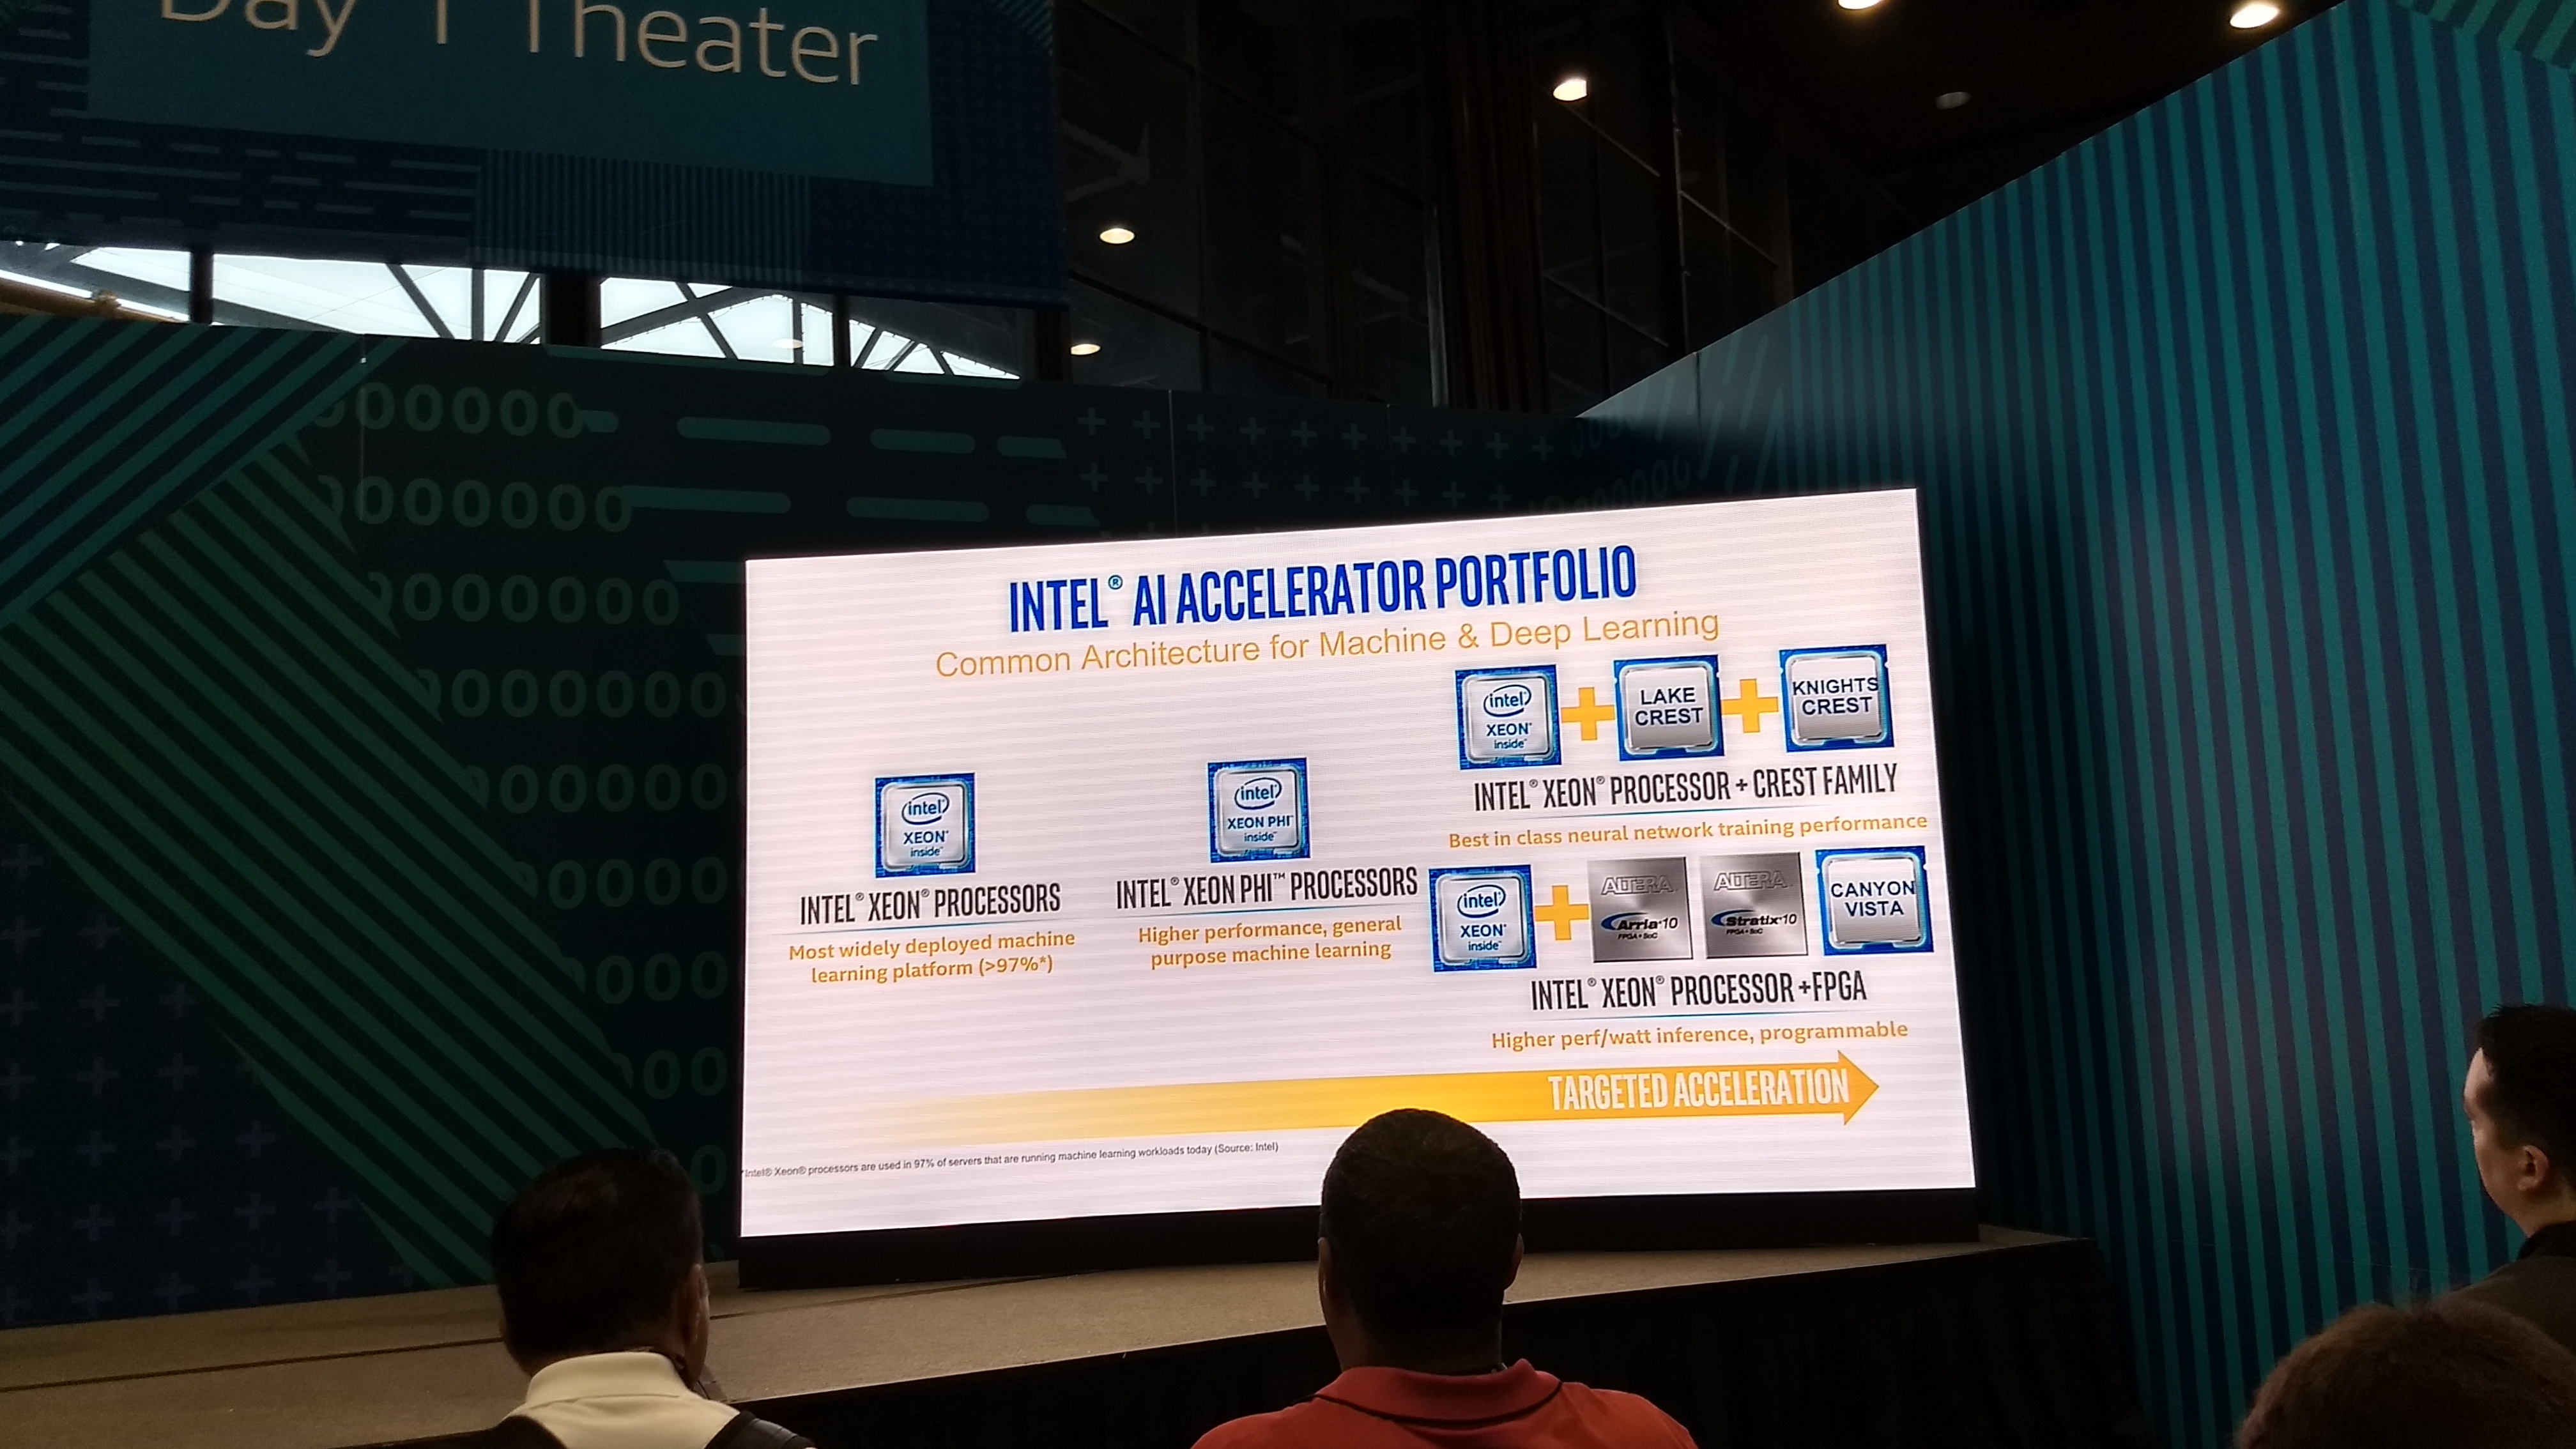 Day 1 Theater
INTEL® AI ACCELERATOR PORTFOLIO
Common Architecture for Machine & Deep Learning
intel
XEON®
inside™
INTEL® XEON® PROCESSORS
Most widely deployed machine
learning platform (>97%*)
intel
XEON PHI™
inside™
INTEL® XEON PHI™ PROCESSORS
Higher performance, general
purpose machine learning
intel
XEON®
inside™
+
LAKE
CREST
+
KNIGHTS
CREST
INTEL® XEON® PROCESSOR + CREST FAMILY
Best in class neural network training performance
intel
XEON®
inside™
+
ALTERA
Arria 10
FPGA • SoC
ALTERA
Stratix 10
FPGA • SoC
CANYON
VISTA
INTEL® XEON® PROCESSOR +FPGA
Higher perf/watt inference, programmable
TARGETED ACCELERATION
*Intel® Xeon® processors are used in 97% of servers that are running machine learning workloads today (Source: Intel)